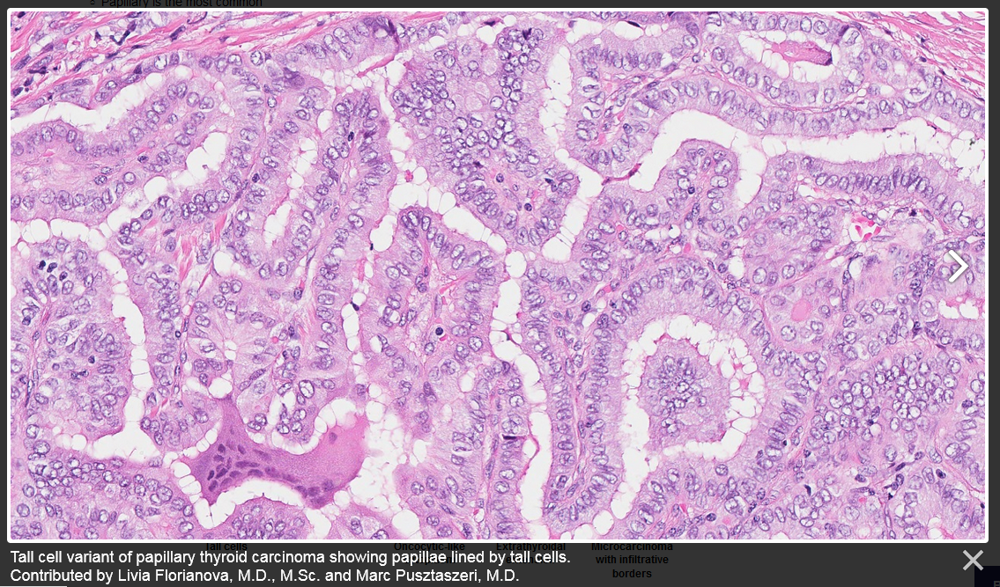 Papillary is the most common
Tall cells
Oncocytic-like
Extrathyroidal
Microcarcinoma
with infiltrative
borders
Tall cell variant of papillary thyroid carcinoma showing papillae lined by tall cells.
Contributed by Livia Florianova, M.D., M.Sc. and Marc Pusztaszeri, M.D.